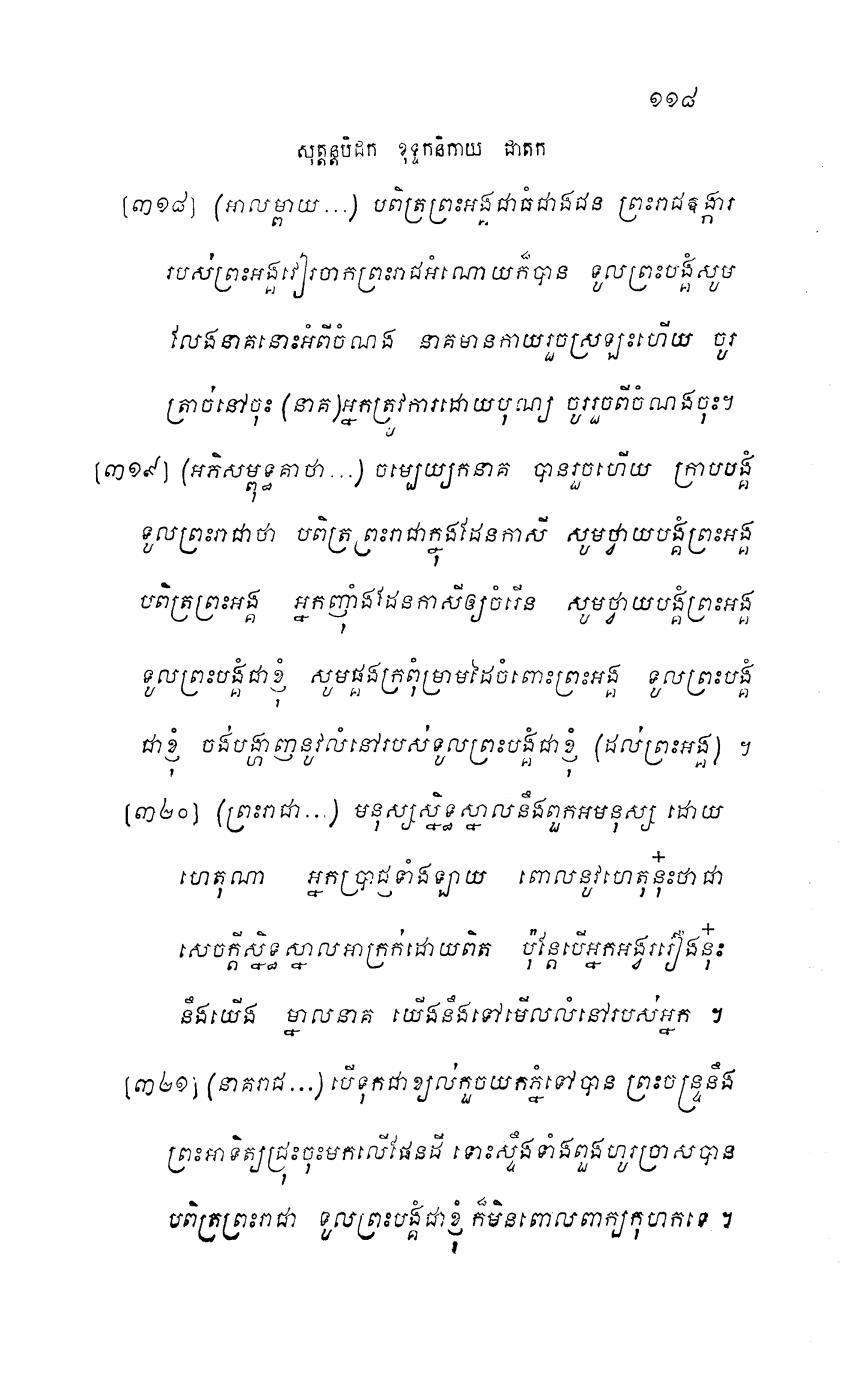 ១១៨
សុត្តន្តបិដក ខុទ្ទកនិកាយ ជាតក
[៣១៨] (អាលម្ពាយ...) បពិត្រព្រះអង្គជាធំជាងជន ព្រះរាជឧង្ការ
របស់ព្រះអង្គវៀរចាកព្រះរាជអំណោយក៏បាន ទូលព្រះបង្គំសូម
លែងនាគនោះអំពីចំណង នាគមានកាយរួចស្រឡះហើយ ចូរ
ត្រាច់នៅចុះ (នាគ)អ្នកត្រូវការដោយបុណ្យ ចូររួចពីចំណងចុះ។
[៣១៩] (អភិសម្ពុទ្ធគាថា...) ចម្បេយ្យកនាគ បានរួចហើយ ក្រាបបង្គំ
ទូលព្រះរាជាថា បពិត្រព្រះរាជាក្នុងដែនកាសី សូមថ្វាយបង្គំព្រះអង្គ
បពិត្រព្រះអង្គ អ្នកញុំាងដែនកាសីឲ្យចំរើន សូមថ្វាយបង្គំព្រះអង្គ
ទូលព្រះបង្គំជាខ្ញុំ សូមផ្គងក្រពុំម្រាមដៃចំពោះព្រះអង្គ ទូលព្រះបង្គំ
ជាខ្ញុំ ចង់បង្ហាញនូវលំនៅរបស់ទូលព្រះបង្គំជាខ្ញុំ (ដល់ព្រះអង្គ) ។
[៣២០] (ព្រះរាជា...) មនុស្សស្និទ្ធស្នាលនឹងពួកអមនុស្ស ដោយ
ហេតុណា អ្នកប្រាជ្ញទាំងឡាយ ពោលនូវហេតុនុ៎ះថាជា
សេចក្តីស្និទ្ធស្នាលអាក្រក់ដោយពិត ប៉ុន្តែបើអ្នកអង្វររឿងនុ៎ះ
នឹងយើង ម្នាលនាគ យើងនឹងទៅមើលលំនៅរបស់អ្នក ។
[៣២១] (នាគរាជ...) បើទុកជាខ្យល់កួចយកភ្នំទៅបាន ព្រះចន្ទ្រនឹង
ព្រះអាទិត្យជ្រុះចុះមកលើផែនដី ទោះស្ទឹងទាំងពួងហូរច្រាសបាន
បពិត្រព្រះរាជា ទូលព្រះបង្គំជាខ្ញុំ ក៏មិនពោលពាក្យកុហកទេ ។